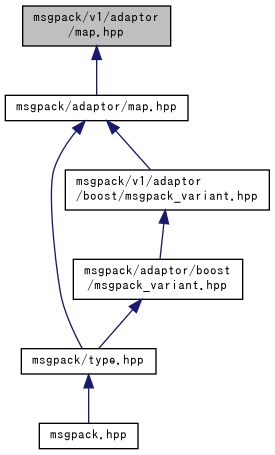 msgpack/v1/adaptor
/map.hpp
msgpack/adaptor/map.hpp
msgpack/v1/adaptor
/boost/msgpack_variant.hpp
msgpack/adaptor/boost
/msgpack_variant.hpp
msgpack/type.hpp
msgpack.hpp